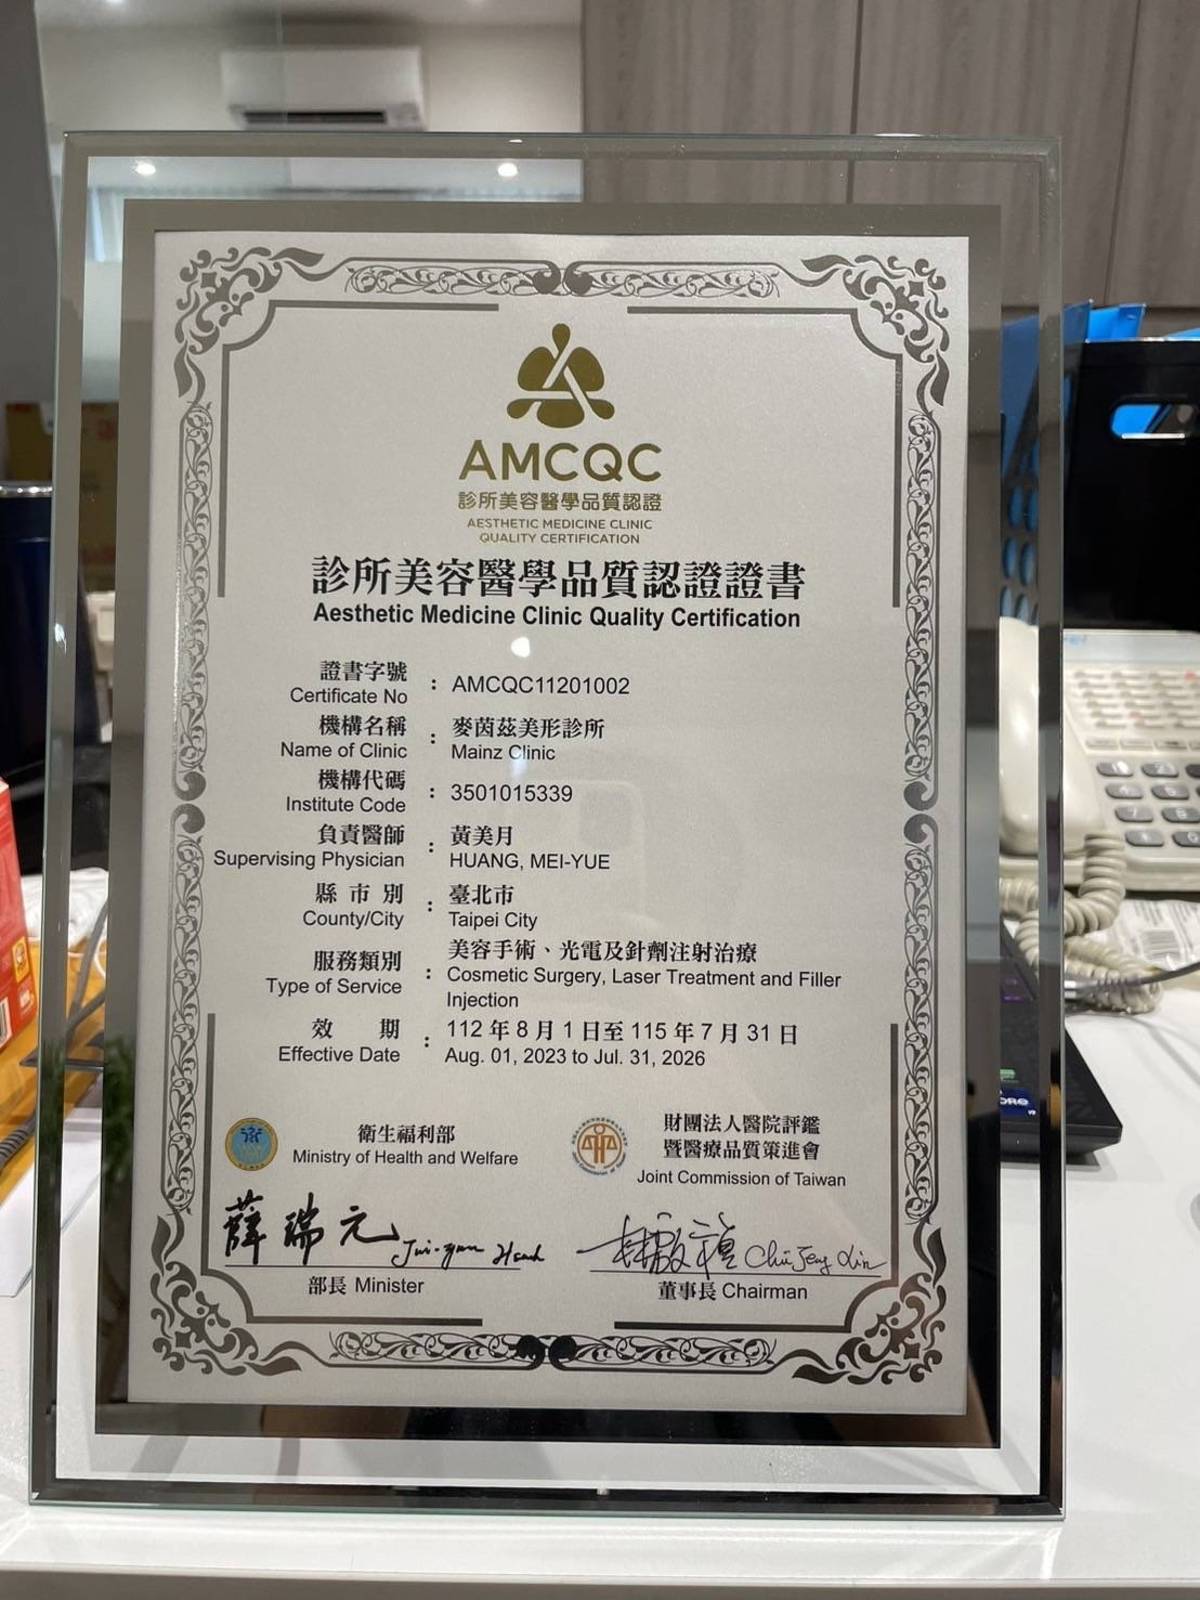 AMCQC
診所美容醫學品質認證
AESTHETIC MEDICINE CLINIC
QUALITY CERTIFICATION
診所美容醫學品質認證證書
Aesthetic Medicine Clinic Quality Certification
證書字號
Certificate No
: AMCQC11201002
機構名稱
Name of Clinic
: 麥茵茲美形診所
Mainz Clinic
機構代碼
Institute Code
: 3501015339
負責醫師
Supervising Physician
: 黃美月
HUANG, MEI-YUE
縣市別
County/City
: 臺北市
Taipei City
服務類別
Type of Service
: 美容手術、光電及針劑注射治療
Cosmetic Surgery, Laser Treatment and Filler
Injection
效期
Effective Date
: 112 年 8 月 1 日至 115 年 7 月 31 日
Aug. 01, 2023 to Jul. 31, 2026
衛生福利部
Ministry of Health and Welfare
財團法人醫院評鑑
暨醫療品質策進會
Joint Commission of Taiwan
薛瑞元
部長 Minister
董事長 Chairman